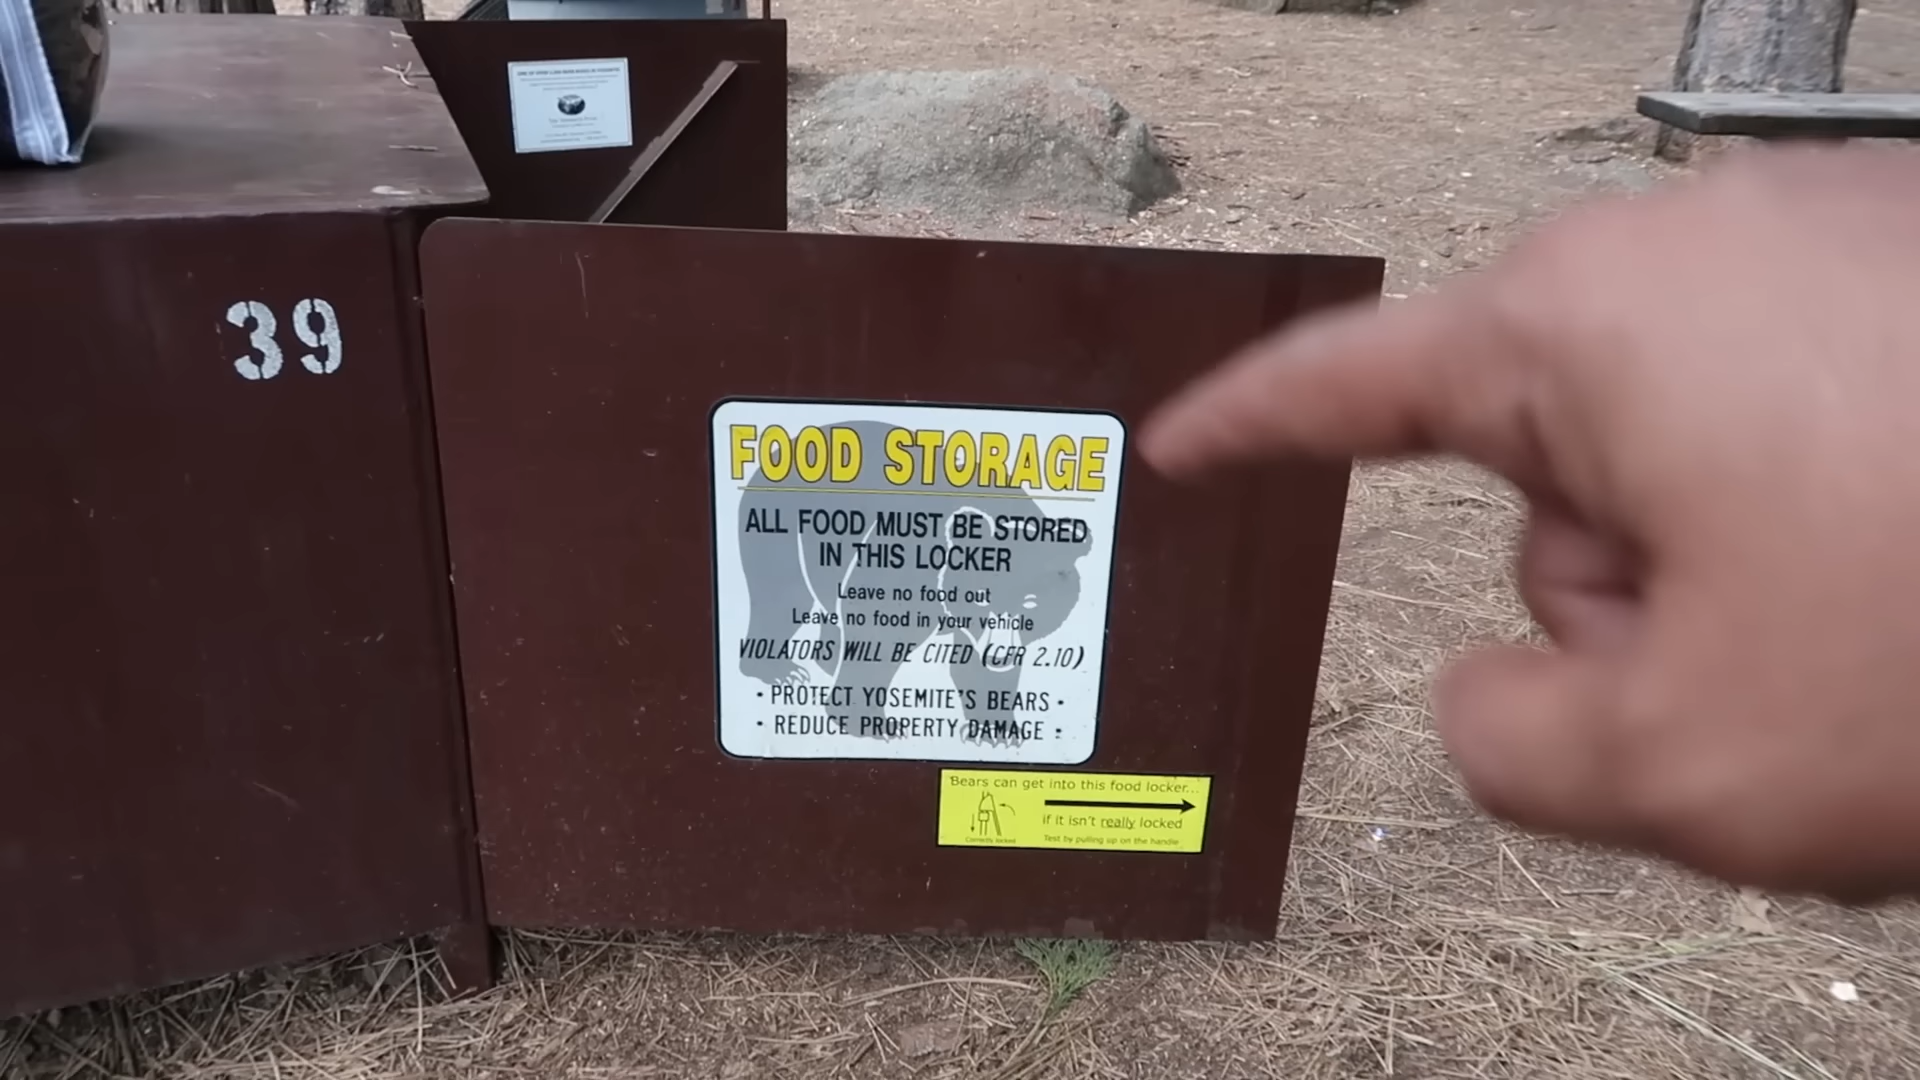 39
FOOD STORAGE
ALL FOOD MUST BE STORED
IN THIS LOCKER
Leave no food out
Leave no food in your vehicle
VIOLATORS WILL BE CITED (CFR 2.10)
• PROTECT YOSEMITE'S BEARS •
• REDUCE PROPERTY DAMAGE •
Bears can get into this food locker...
if it isn't really locked
Correctly locked
Test by pulling up on the handle